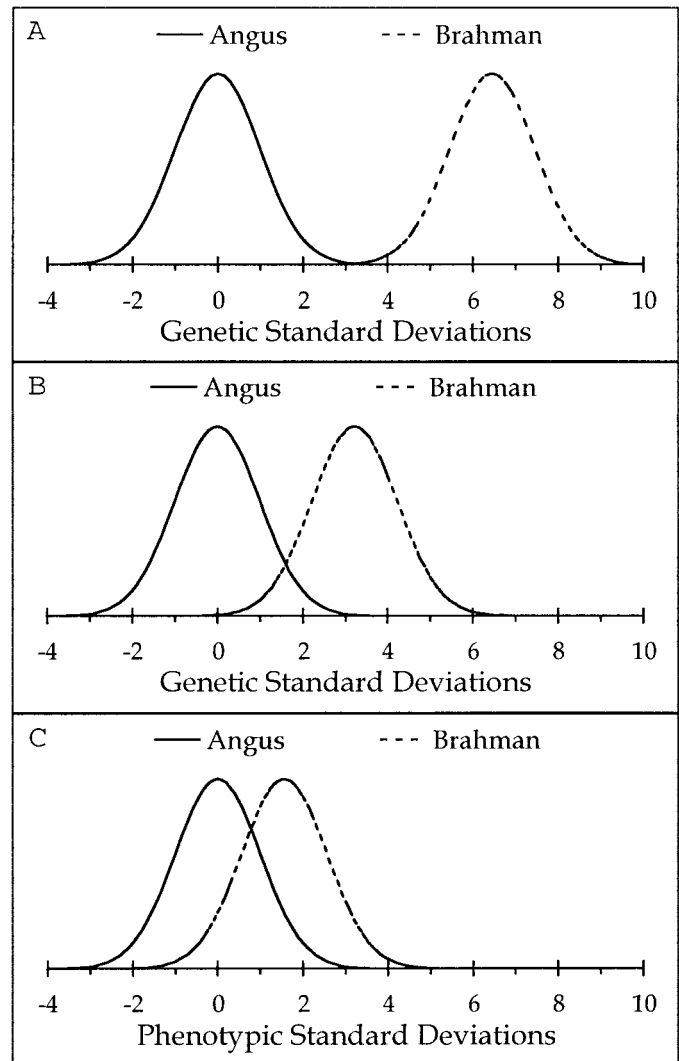 A
Angus Brahman
-4 -2 0 2 4 6 8 10
Genetic Standard Deviations
B
Angus Brahman
-4 -2 0 2 4 6 8 10
Genetic Standard Deviations
C
Angus Brahman
-4 -2 0 2 4 6 8 10
Phenotypic Standard Deviations